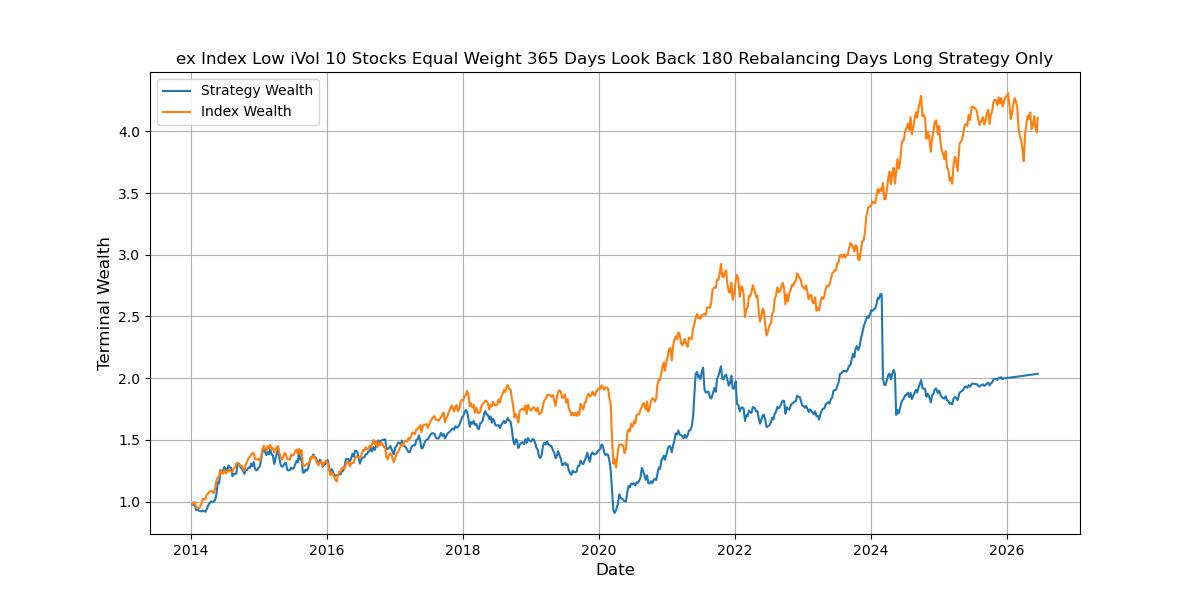 ex Index Low iVol 10 Stocks Equal Weight 365 Days Look Back 180 Rebalancing Days Long Strategy Only
Strategy Wealth
Index Wealth
Terminal Wealth
4.0
3.5
3.0
2.5
2.0
1.5
1.0
2014 2016 2018 2020 2022 2024 2026
Date